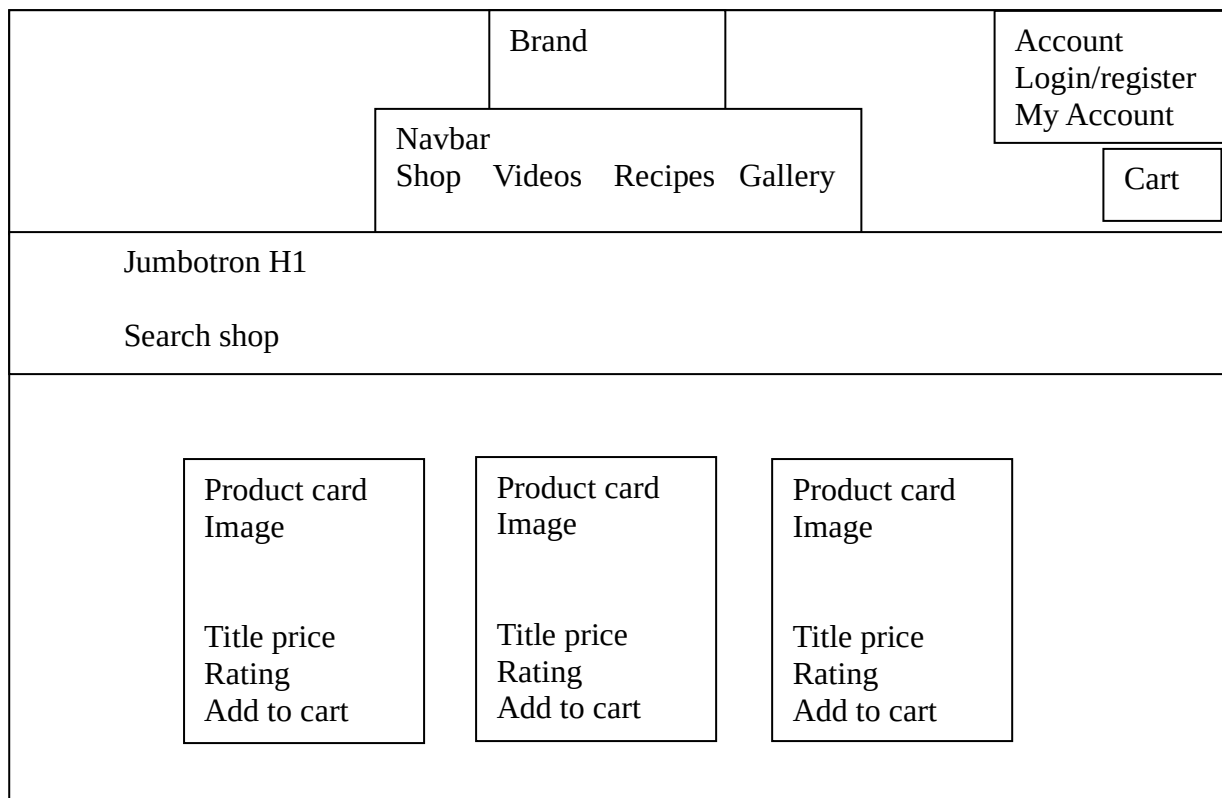 Brand
Account
Login/register
My Account
Navbar
Shop Videos Recipes Gallery
Cart
Jumbotron H1
Search shop
Product card
Image
Title price
Rating
Add to cart
Product card
Image
Title price
Rating
Add to cart
Product card
Image
Title price
Rating
Add to cart